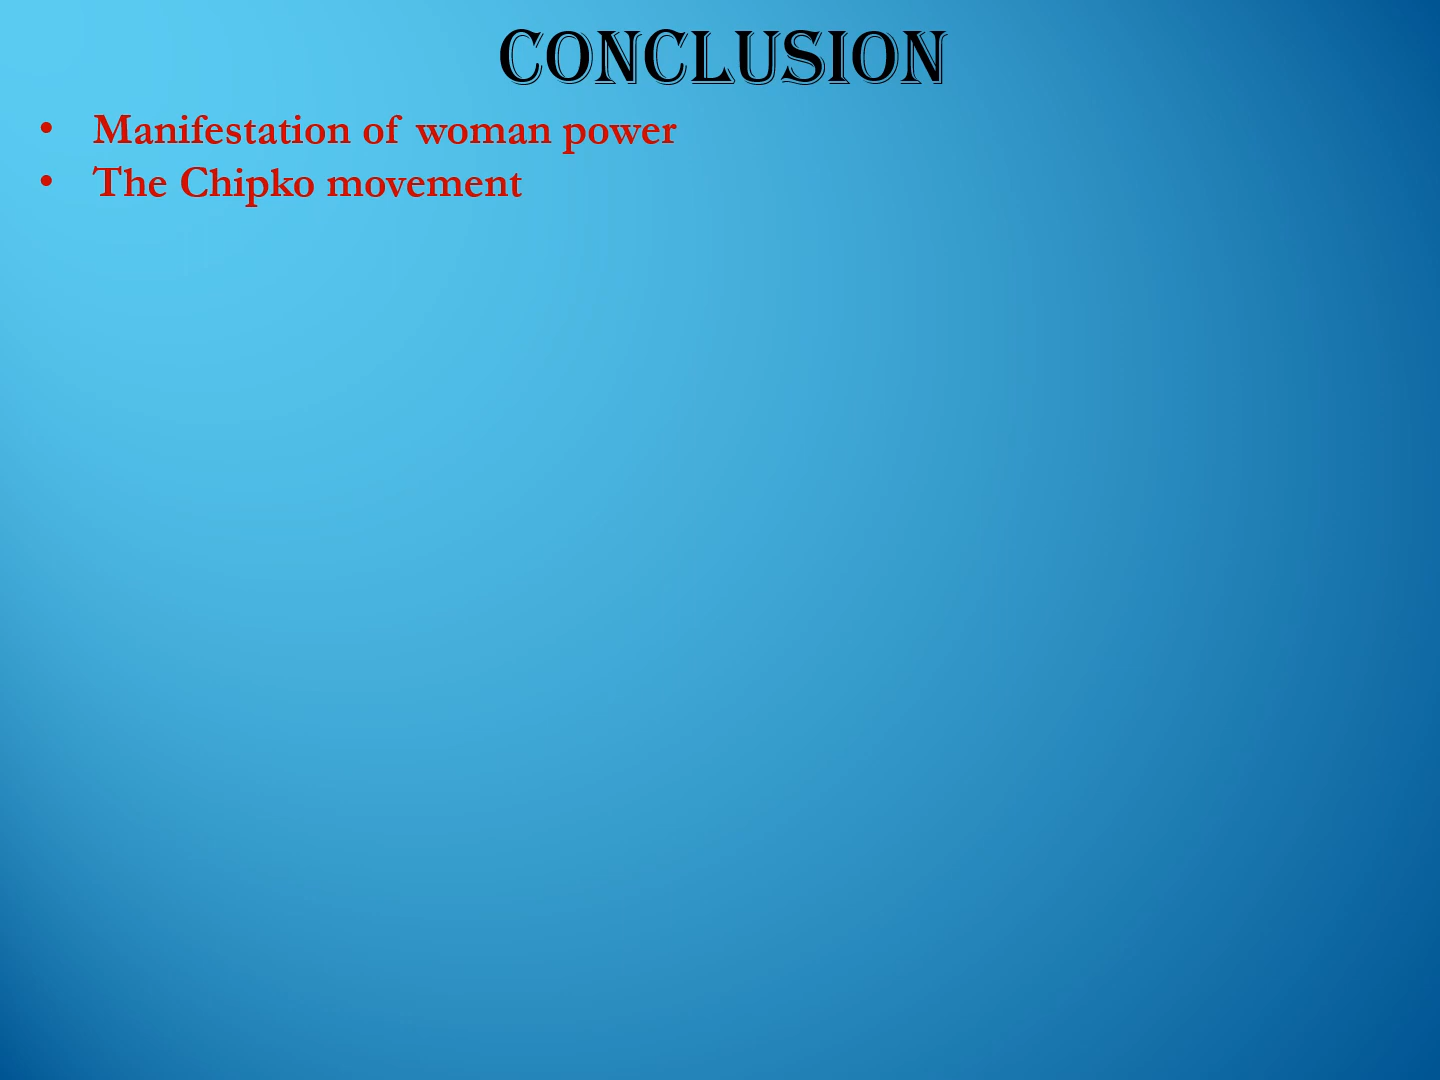 CONCLUSION
• Manifestation of woman power
• The Chipko movement